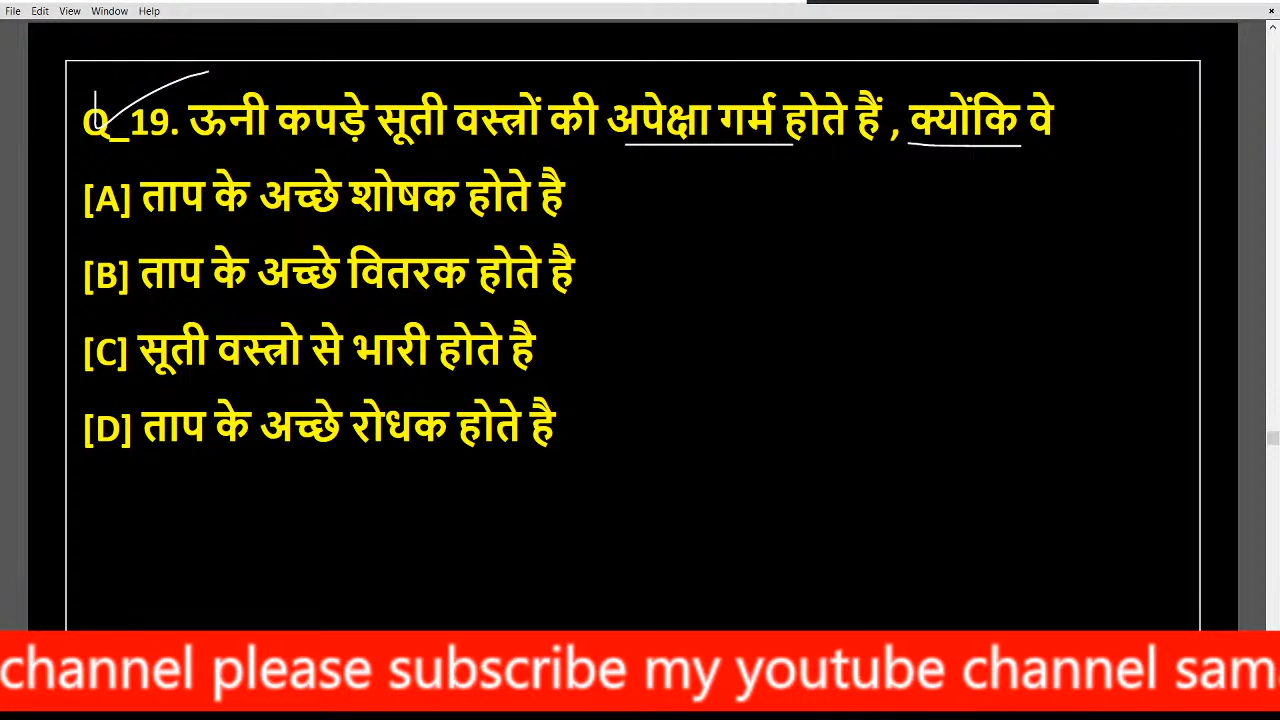 File Edit View Window Help
Q_19. ऊनी कपड़े सूती वस्त्रों की अपेक्षा गर्म होते हैं , क्योंकि वे
[A] ताप के अच्छे शोषक होते है
[B] ताप के अच्छे वितरक होते है
[C] सूती वस्त्रो से भारी होते है
[D] ताप के अच्छे रोधक होते है
channel please subscribe my youtube channel sam